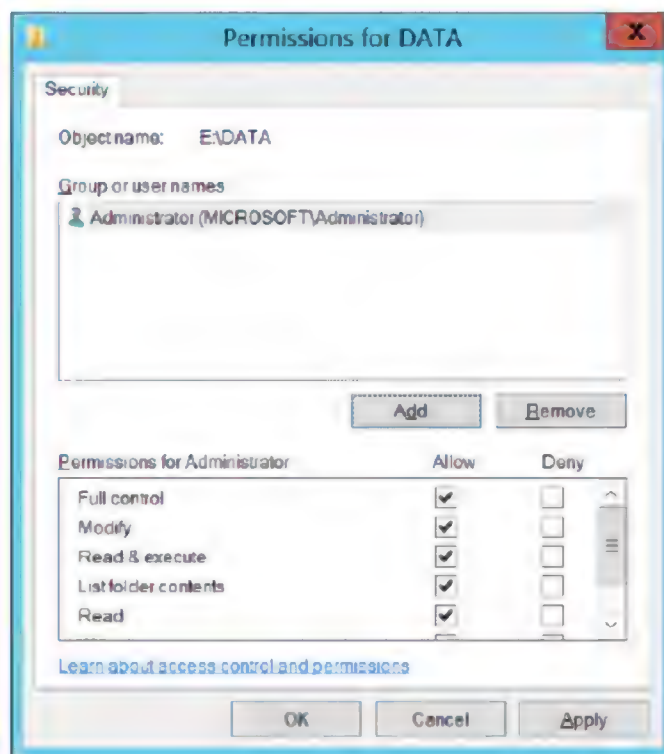 Permissions for DATA
X
Security
Object name: E:\DATA
Group or user names
Administrator (MICROSOFT\Administrator)
Add Remove
Permissions for Administrator Allow Deny
Full control
Modify
Read & execute
List folder contents
Read
Learn about access control and permissions
OK Cancel Apply